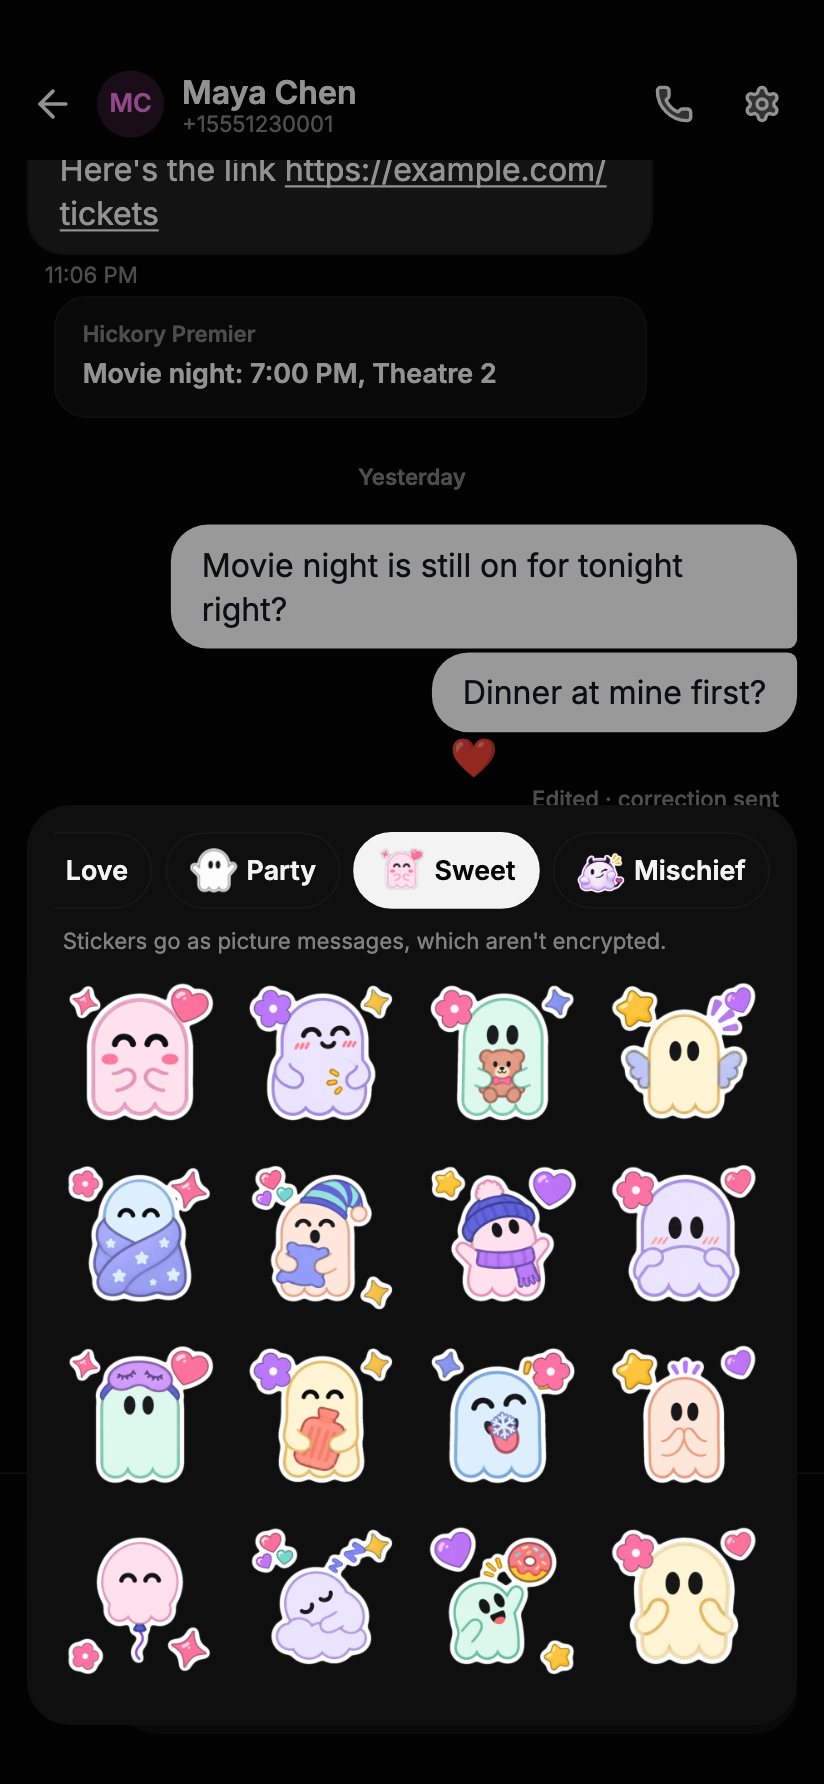 MC
Maya Chen
+15551230001
Here's the link https://example.com/
tickets
11:06 PM
Hickory Premier
Movie night: 7:00 PM, Theatre 2
Yesterday
Movie night is still on for tonight
right?
Dinner at mine first?
Edited · correction sent
Love
Party
Sweet
Mischief
Stickers go as picture messages, which aren't encrypted.